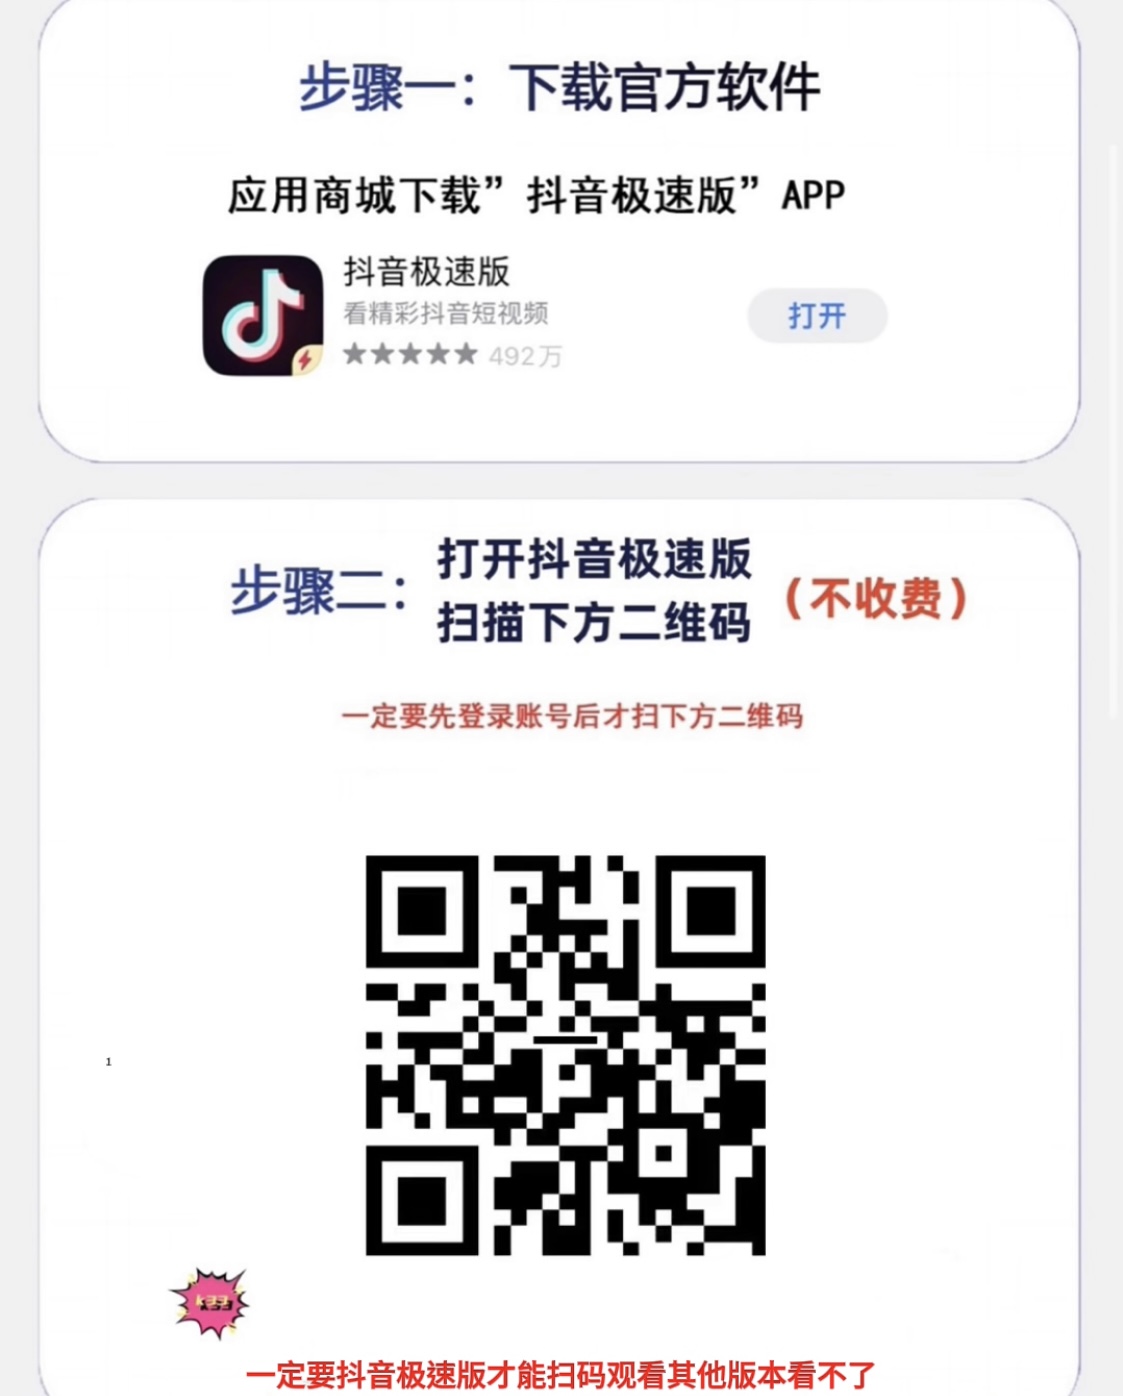 步骤一：下载官方软件
应用商城下载”抖音极速版”APP
抖音极速版
看精彩抖音短视频
492万
打开
步骤二：
打开抖音极速版
扫描下方二维码
（不收费）
一定要先登录账号后才扫下方二维码
1
k33
一定要抖音极速版才能扫码观看其他版本看不了